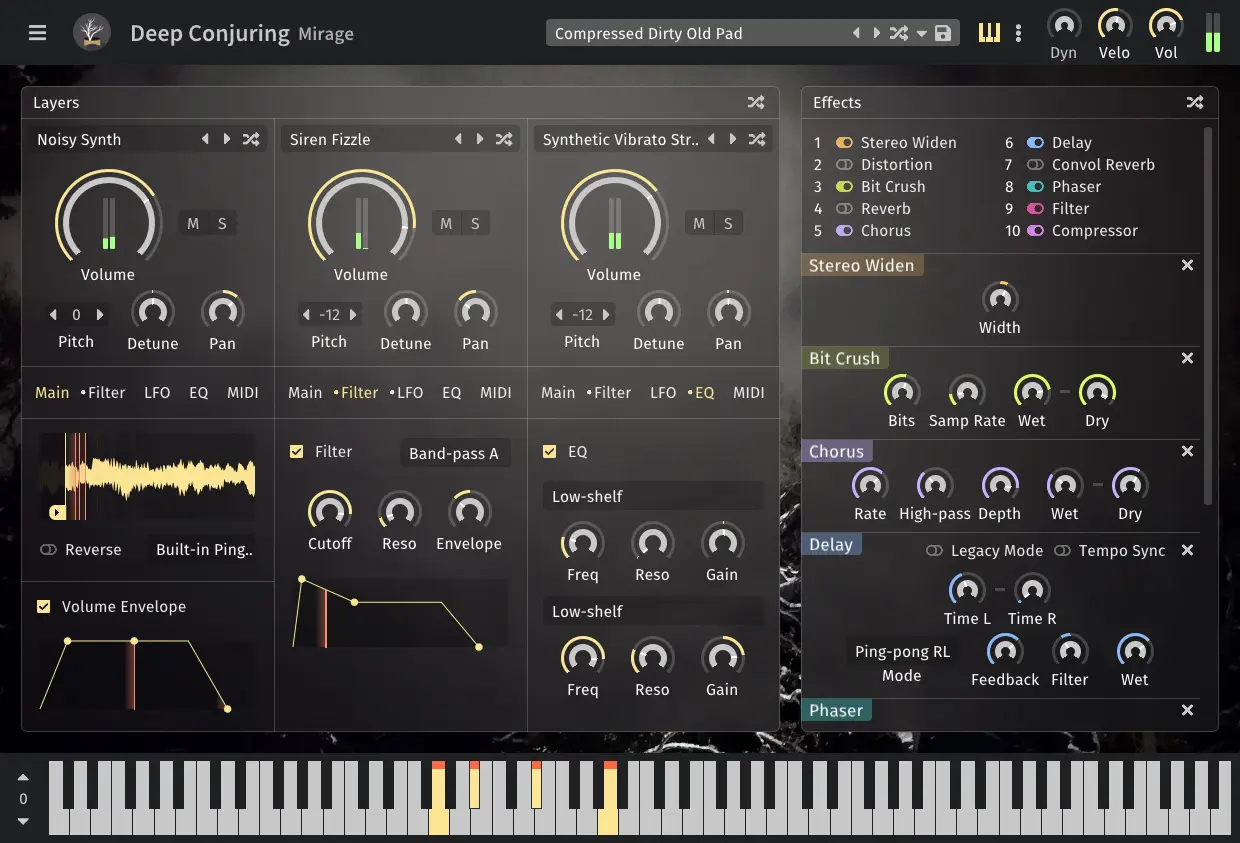 Deep Conjuring Mirage
Compressed Dirty Old Pad
Dyn Velo Vol
Layers
Noisy Synth
M S
Volume
0
Pitch Detune Pan
Main •Filter LFO EQ MIDI
Reverse Built-in Ping..
Volume Envelope
Siren Fizzle
M S
Volume
-12
Pitch Detune Pan
Main •Filter •LFO EQ MIDI
Filter Band-pass A
Cutoff Reso Envelope
Synthetic Vibrato Str..
M S
Volume
-12
Pitch Detune Pan
Main •Filter LFO •EQ MIDI
EQ
Low-shelf
Freq Reso Gain
Low-shelf
Freq Reso Gain
Effects
1 Stereo Widen
2 Distortion
3 Bit Crush
4 Reverb
5 Chorus
6 Delay
7 Convol Reverb
8 Phaser
9 Filter
10 Compressor
Stereo Widen
Width
Bit Crush
Bits Samp Rate Wet Dry
Chorus
Rate High-pass Depth Wet Dry
Delay Legacy Mode Tempo Sync
Time L Time R
Ping-pong RL
Mode Feedback Filter Wet
Phaser
0